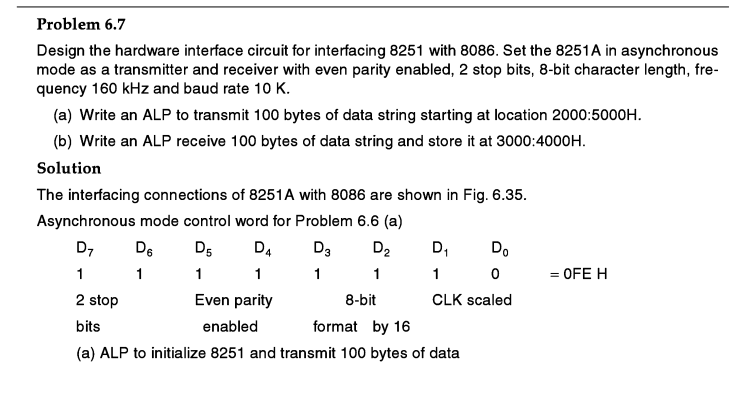 Problem 6.7
Design the hardware interface circuit for interfacing 8251 with 8086. Set the 8251A in asynchronous
mode as a transmitter and receiver with even parity enabled, 2 stop bits, 8-bit character length, fre-
quency 160 kHz and baud rate 10 K.
(a) Write an ALP to transmit 100 bytes of data string starting at location 2000:5000H.
(b) Write an ALP receive 100 bytes of data string and store it at 3000:4000H.
Solution
The interfacing connections of 8251A with 8086 are shown in Fig. 6.35.
Asynchronous mode control word for Problem 6.6 (a)
D7 D6 D5 D4 D3 D2 D1 D0
1 1 1 1 1 1 1 0 = 0FE H
2 stop Even parity 8-bit CLK scaled
bits enabled format by 16
(a) ALP to initialize 8251 and transmit 100 bytes of data